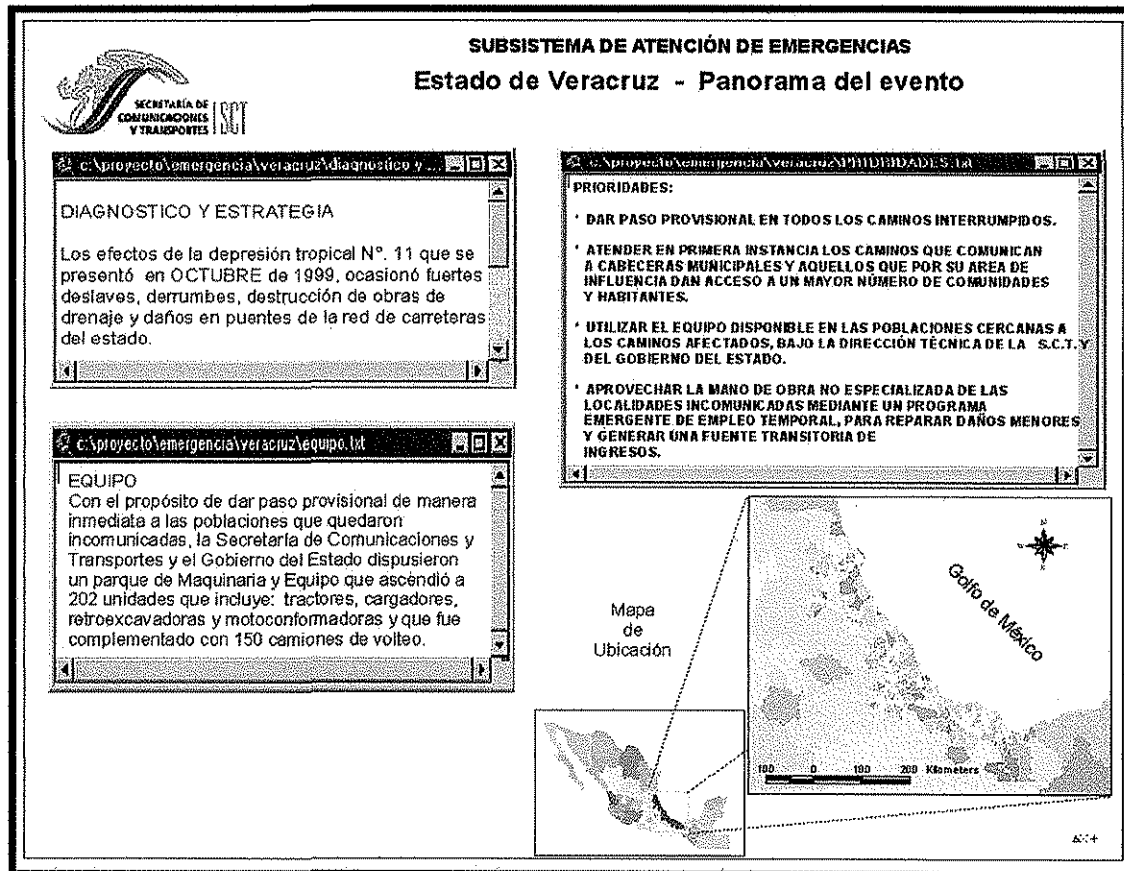 SUBSISTEMA DE ATENCIÓN DE EMERGENCIAS
Estado de Veracruz - Panorama del evento
SECRETARÍA DE
COMUNICACIONES
Y TRANSPORTES
SCT
c:\proyecto\emergencia\veracruz\diagnostico y ...
DIAGNOSTICO Y ESTRATEGIA
Los efectos de la depresión tropical N°. 11 que se
presentó en OCTUBRE de 1999, ocasionó fuertes
deslaves, derrumbes, destrucción de obras de
drenaje y daños en puentes de la red de carreteras
del estado.
c:\proyecto\emergencia\veracruz\equipo.txt
EQUIPO
Con el propósito de dar paso provisional de manera
inmediata a las poblaciones que quedaron
incomunicadas, la Secretaría de Comunicaciones y
Transportes y el Gobierno del Estado dispusieron
un parque de Maquinaria y Equipo que ascendió a
202 unidades que incluye: tractores, cargadores,
retroexcavadoras y motoconformadoras y que fue
complementado con 150 camiones de volteo.
c:\proyecto\emergencia\veracruz\PRIORIDADES.txt
PRIORIDADES:
* DAR PASO PROVISIONAL EN TODOS LOS CAMINOS INTERRUMPIDOS.
* ATENDER EN PRIMERA INSTANCIA LOS CAMINOS QUE COMUNICAN
A CABECERAS MUNICIPALES Y AQUELLOS QUE POR SU AREA DE
INFLUENCIA DAN ACCESO A UN MAYOR NÚMERO DE COMUNIDADES
Y HABITANTES.
* UTILIZAR EL EQUIPO DISPONIBLE EN LAS POBLACIONES CERCANAS A
LOS CAMINOS AFECTADOS, BAJO LA DIRECCIÓN TÉCNICA DE LA S.C.T. Y
DEL GOBIERNO DEL ESTADO.
* APROVECHAR LA MANO DE OBRA NO ESPECIALIZADA DE LAS
LOCALIDADES INCOMUNICADAS MEDIANTE UN PROGRAMA
EMERGENTE DE EMPLEO TEMPORAL, PARA REPARAR DAÑOS MENORES
Y GENERAR UNA FUENTE TRANSITORIA DE
INGRESOS.
Mapa
de
Ubicación
Golfo de México
100 0 100 200 Kilometers